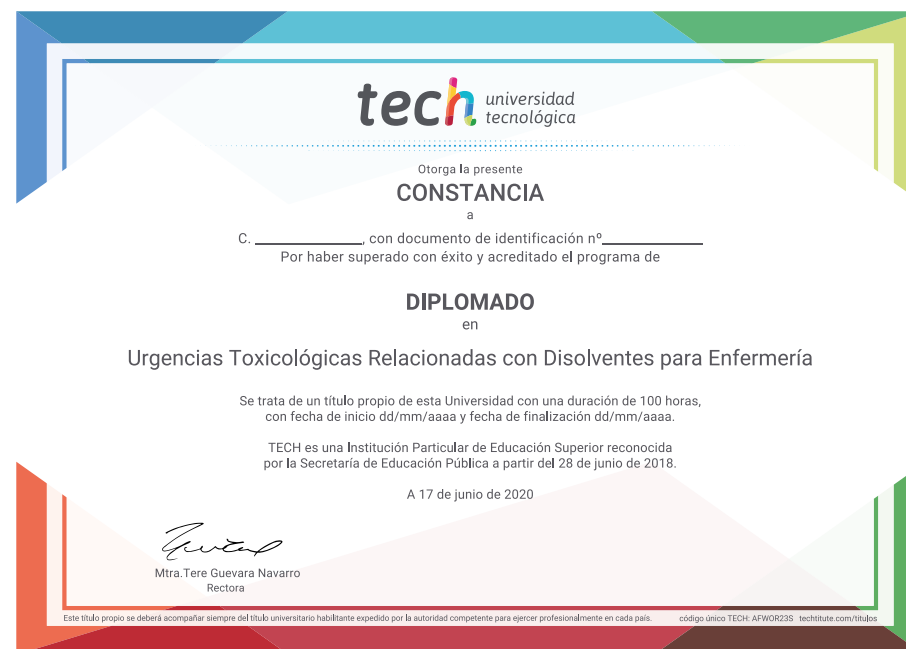 tech universidad
tecnológica
Otorga la presente
CONSTANCIA
a
C. ____________, con documento de identificación nº____________
Por haber superado con éxito y acreditado el programa de
DIPLOMADO
en
Urgencias Toxicológicas Relacionadas con Disolventes para Enfermería
Se trata de un título propio de esta Universidad con una duración de 100 horas,
con fecha de inicio dd/mm/aaaa y fecha de finalización dd/mm/aaaa.
TECH es una Institución Particular de Educación Superior reconocida
por la Secretaría de Educación Pública a partir del 28 de junio de 2018.
A 17 de junio de 2020
Mtra.Tere Guevara Navarro
Rectora
Este título propio se deberá acompañar siempre del título universitario habilitante expedido por la autoridad competente para ejercer profesionalmente en cada país. código único TECH: AFWOR23S techtitute.com/titulos